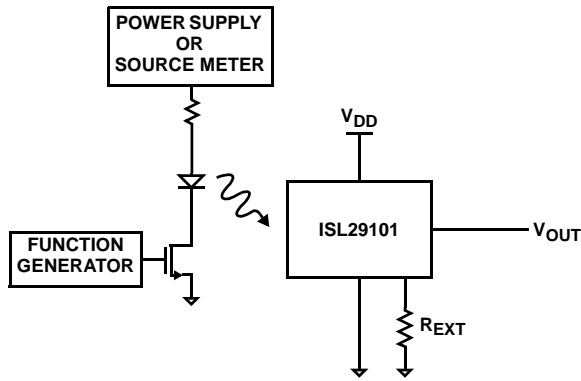 POWER SUPPLY
OR
SOURCE METER
VDD
ISL29101
VOUT
FUNCTION
GENERATOR
REXT